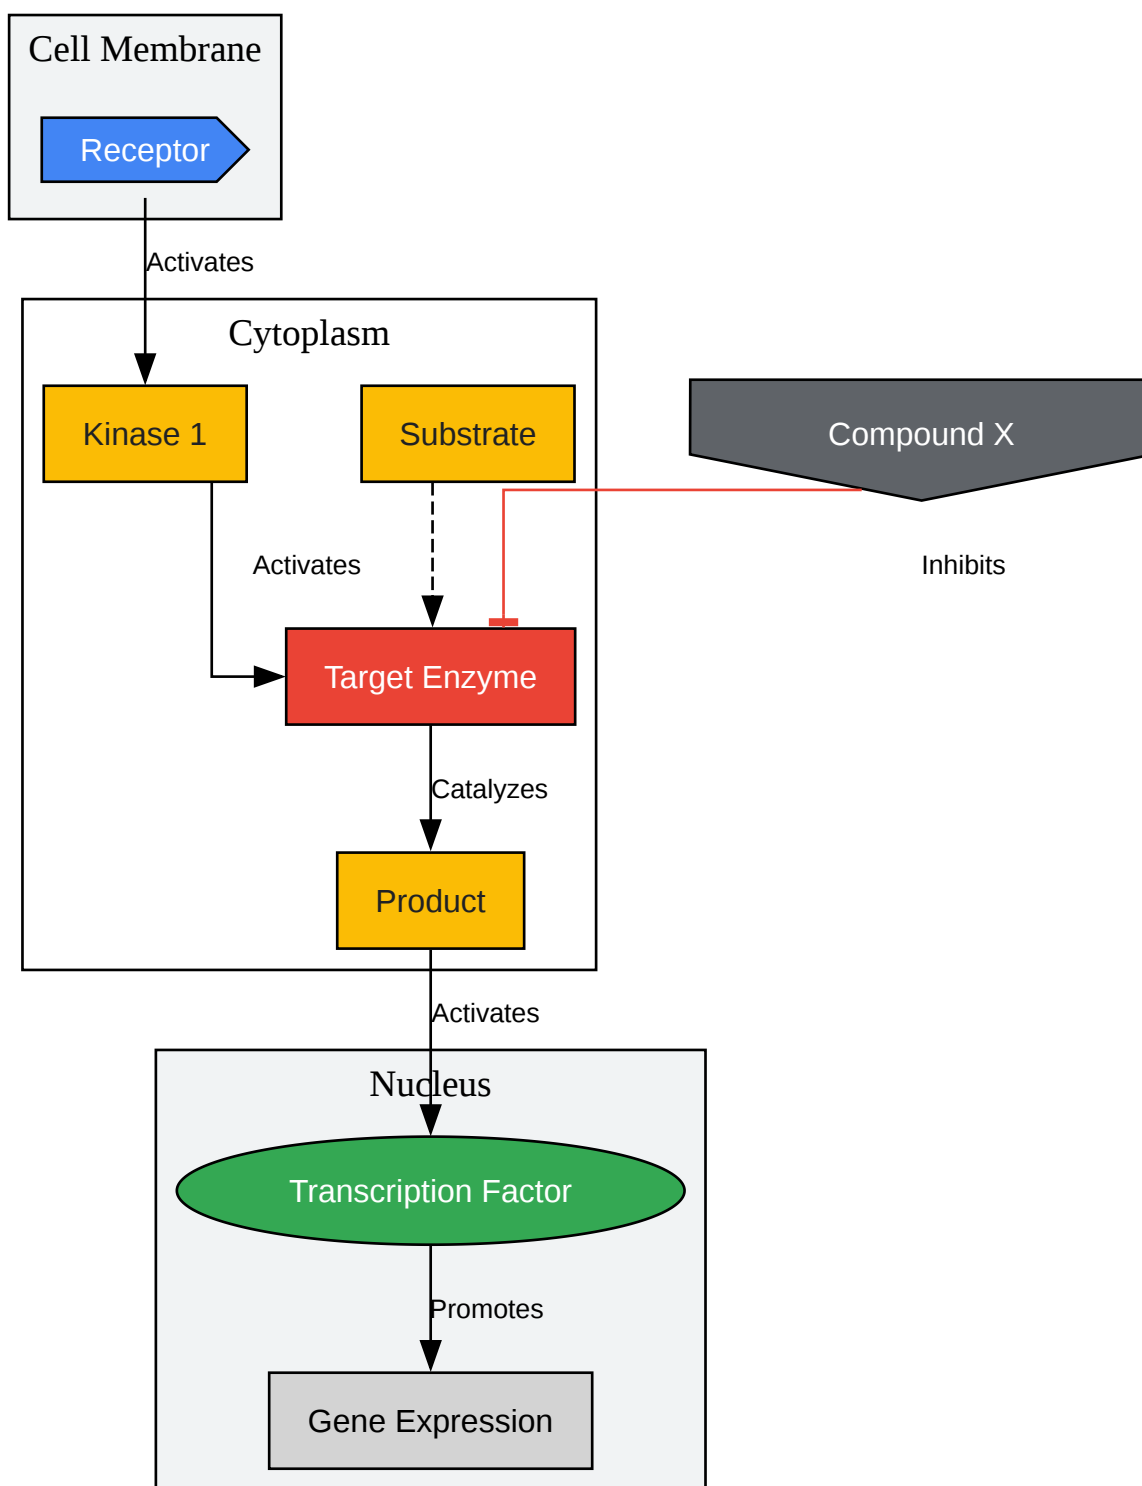 Cell Membrane
Receptor
Activates
Cytoplasm
Kinase 1
Substrate
Compound X
Activates
Inhibits
Target Enzyme
Catalyzes
Product
Activates
Nucleus
Transcription Factor
Promotes
Gene Expression